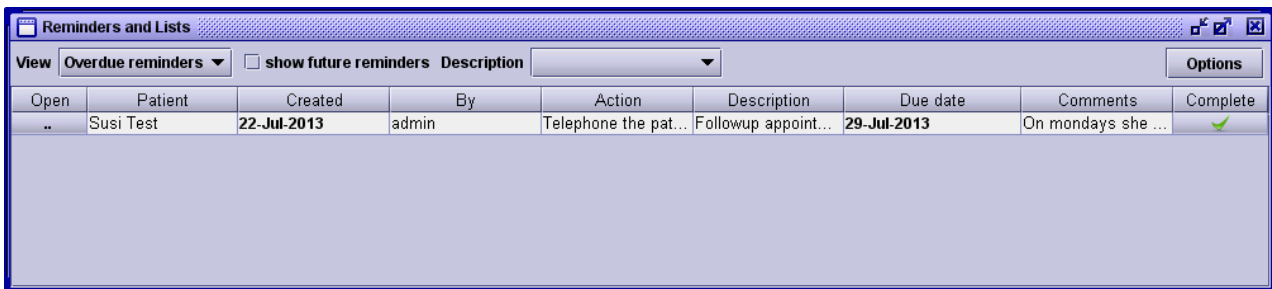 Reminders and Lists
View Overdue reminders show future reminders Description Options
Open Patient Created By Action Description Due date Comments Complete
.. Susi Test 22-Jul-2013 admin Telephone the pat... Followup appoint... 29-Jul-2013 On mondays she ...